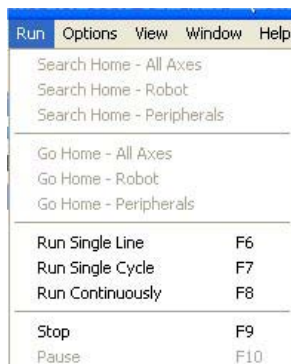 Run Options View Window Help
Search Home - All Axes
Search Home - Robot
Search Home - Peripherals
Go Home - All Axes
Go Home - Robot
Go Home - Peripherals
Run Single Line F6
Run Single Cycle F7
Run Continuously F8
Stop F9
Pause F10